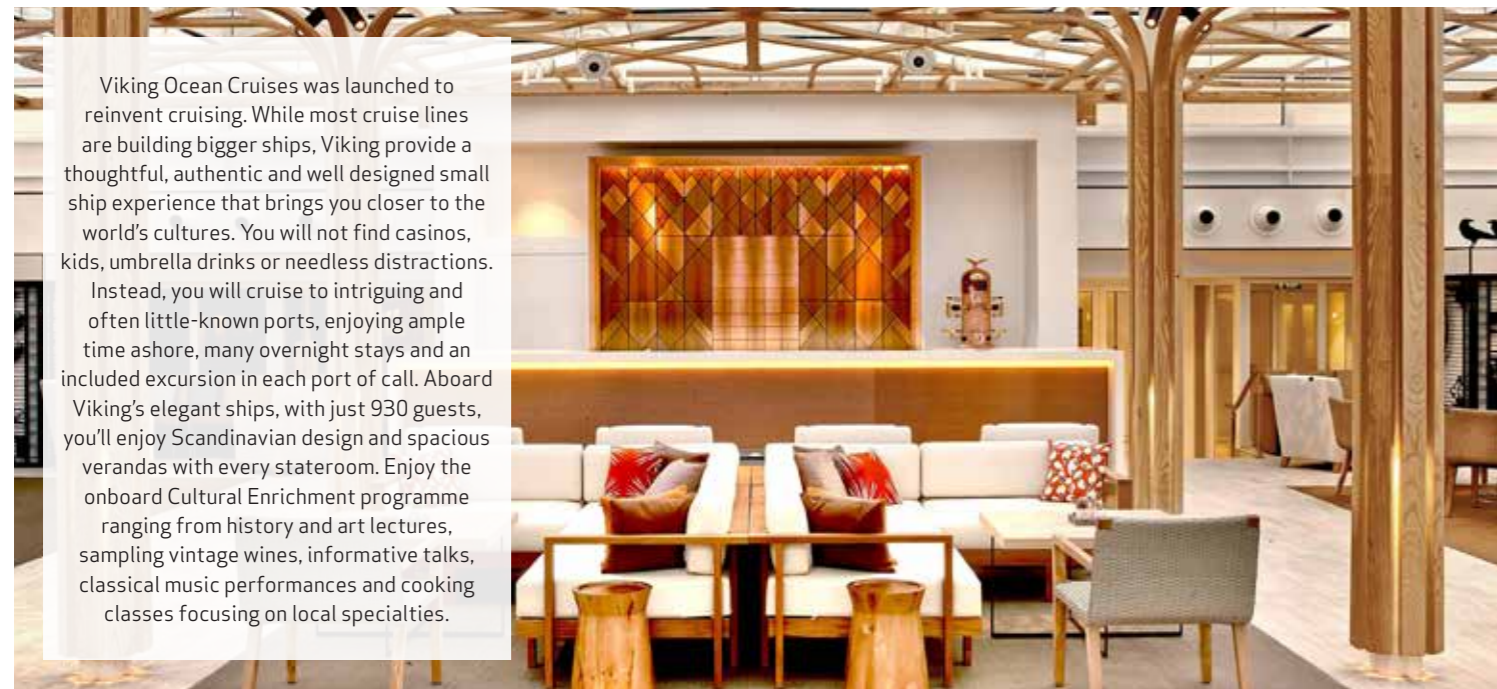 Viking Ocean Cruises was launched to
reinvent cruising. While most cruise lines
are building bigger ships, Viking provide a
thoughtful, authentic and well designed small
ship experience that brings you closer to the
world's cultures. You will not find casinos,
kids, umbrella drinks or needless distractions.
Instead, you will cruise to intriguing and
often little-known ports, enjoying ample
time ashore, many overnight stays and an
included excursion in each port of call. Aboard
Viking's elegant ships, with just 930 guests,
you'll enjoy Scandinavian design and spacious
verandas with every stateroom. Enjoy the
onboard Cultural Enrichment programme
ranging from history and art lectures,
sampling vintage wines, informative talks,
classical music performances and cooking
classes focusing on local specialties.